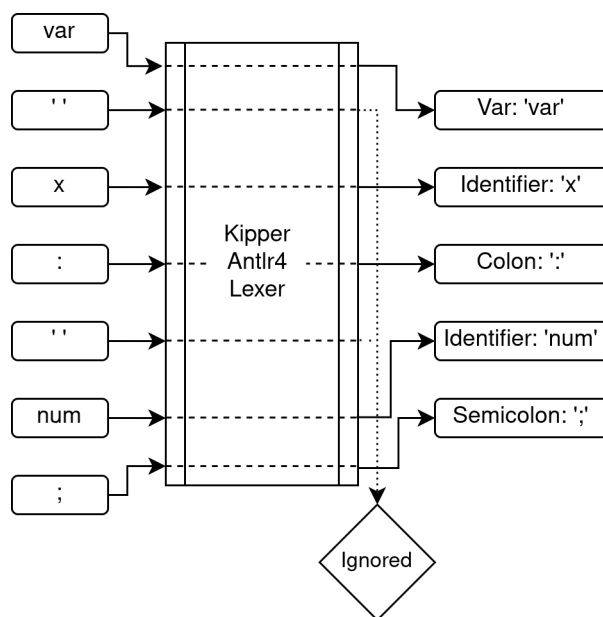 var
' '
x
:
' '
num
;
Kipper
Antlr4
Lexer
Var: 'var'
Identifier: 'x'
Colon: ':'
Identifier: 'num'
Semicolon: ';'
Ignored